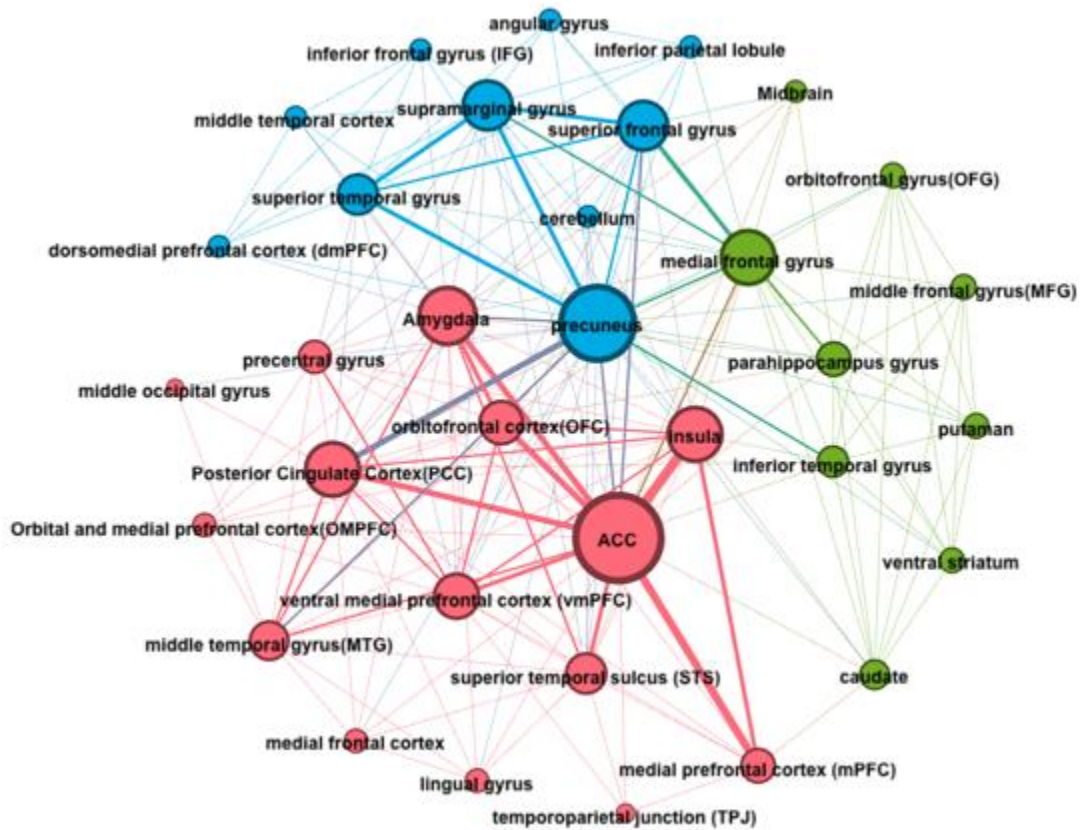 angular gyrus
inferior frontal gyrus (IFG)
inferior parietal lobule
supramarginal gyrus
Midbrain
middle temporal cortex
superior frontal gyrus
orbitofrontal gyrus(OFG)
superior temporal gyrus
cerebellum
dorsomedial prefrontal cortex (dmPFC)
medial frontal gyrus
middle frontal gyrus(MFG)
Amygdala
precuneus
precentral gyrus
parahippocampus gyrus
middle occipital gyrus
orbitofrontal cortex(OFC)
Insula
putaman
Posterior Cingulate Cortex(PCC)
inferior temporal gyrus
Orbital and medial prefrontal cortex(OMPFC)
ACC
ventral striatum
ventral medial prefrontal cortex (vmPFC)
middle temporal gyrus(MTG)
superior temporal sulcus (STS)
caudate
medial frontal cortex
medial prefrontal cortex (mPFC)
lingual gyrus
temporoparietal junction (TPJ)